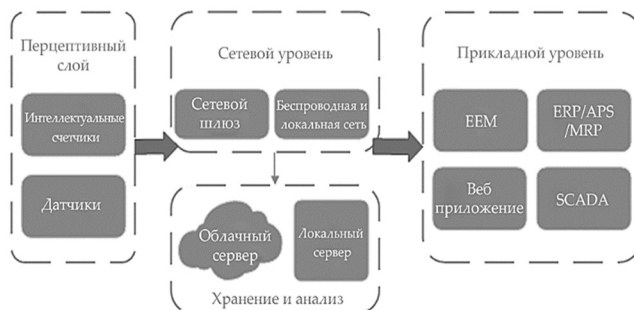 Перцептивный
слой
Интеллектуальные
счетчики
Датчики
Сетевой уровень
Сетевой
шлюз
Беспроводная и
локальная сеть
Облачный
сервер
Локальный
сервер
Хранение и анализ
Прикладной уровень
EEM
ERP/APS
/MRP
Веб
приложение
SCADA